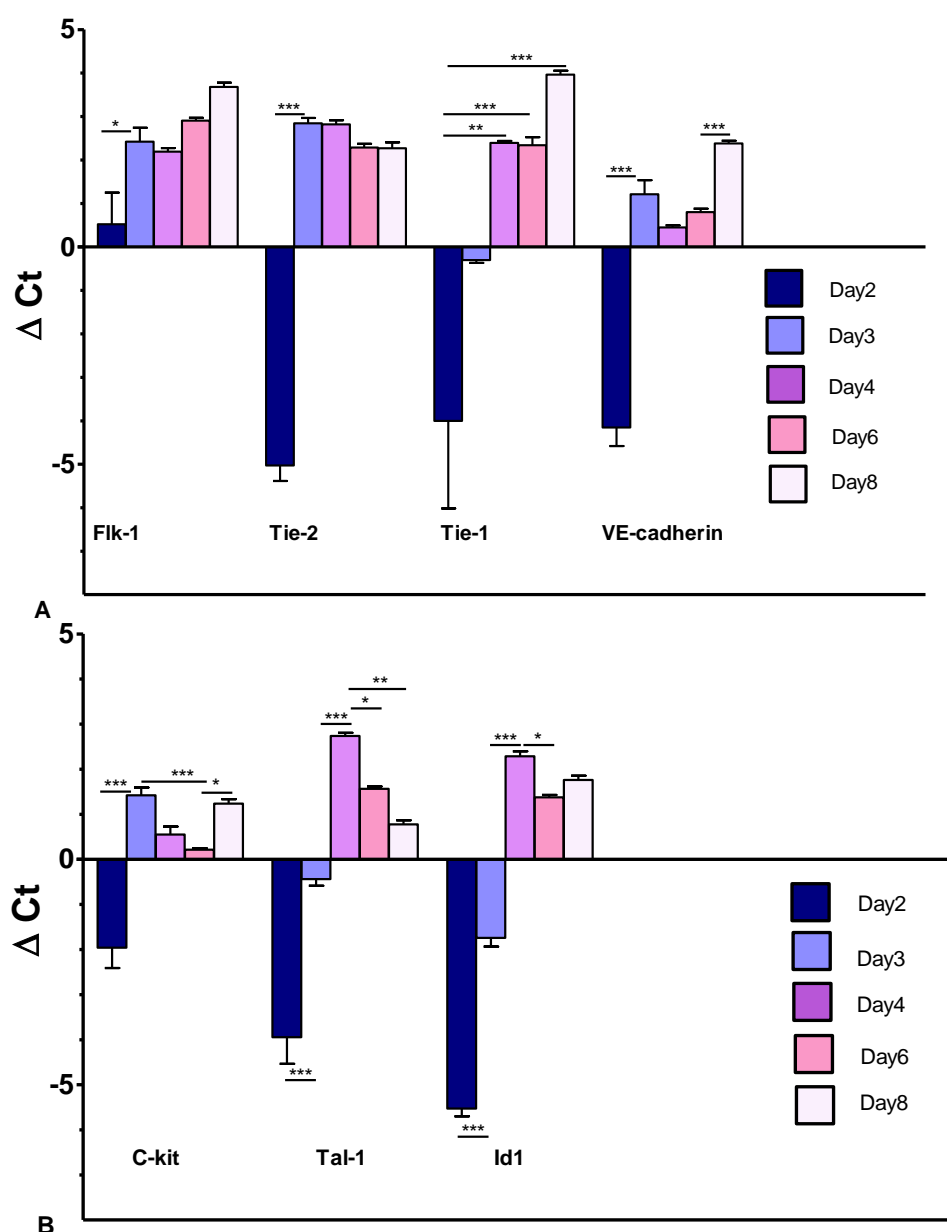 5
0
-5
Δ Ct
*
***
***
***
**
***
***
Day2
Day3
Day4
Day6
Day8
Flk-1
Tie-2
Tie-1
VE-cadherin
A
5
0
-5
Δ Ct
***
***
*
***
**
*
***
***
*
***
Day2
Day3
Day4
Day6
Day8
C-kit
Tal-1
Id1
B